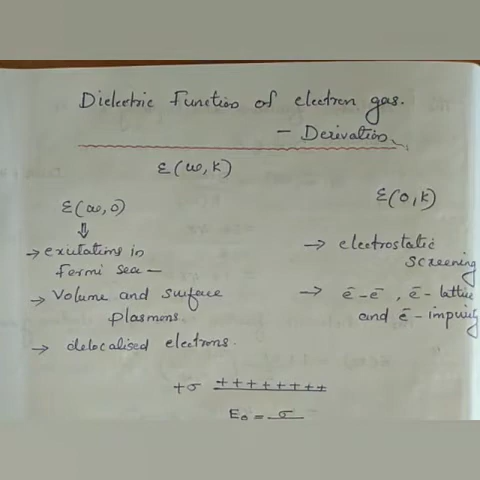 Dielectric Function of electron gas.
- Derivation.
ε(ω, k)
ε(ω, 0)
⇓
→ excitations in
fermi sea -
→ Volume and surface
plasmons.
→ delocalised electrons.
ε(0, k)
→ electrostatic
screening
→ e⁻-e⁻, e⁻-lattice
and e⁻-impurity
+σ ++++++++
E₀ = σ